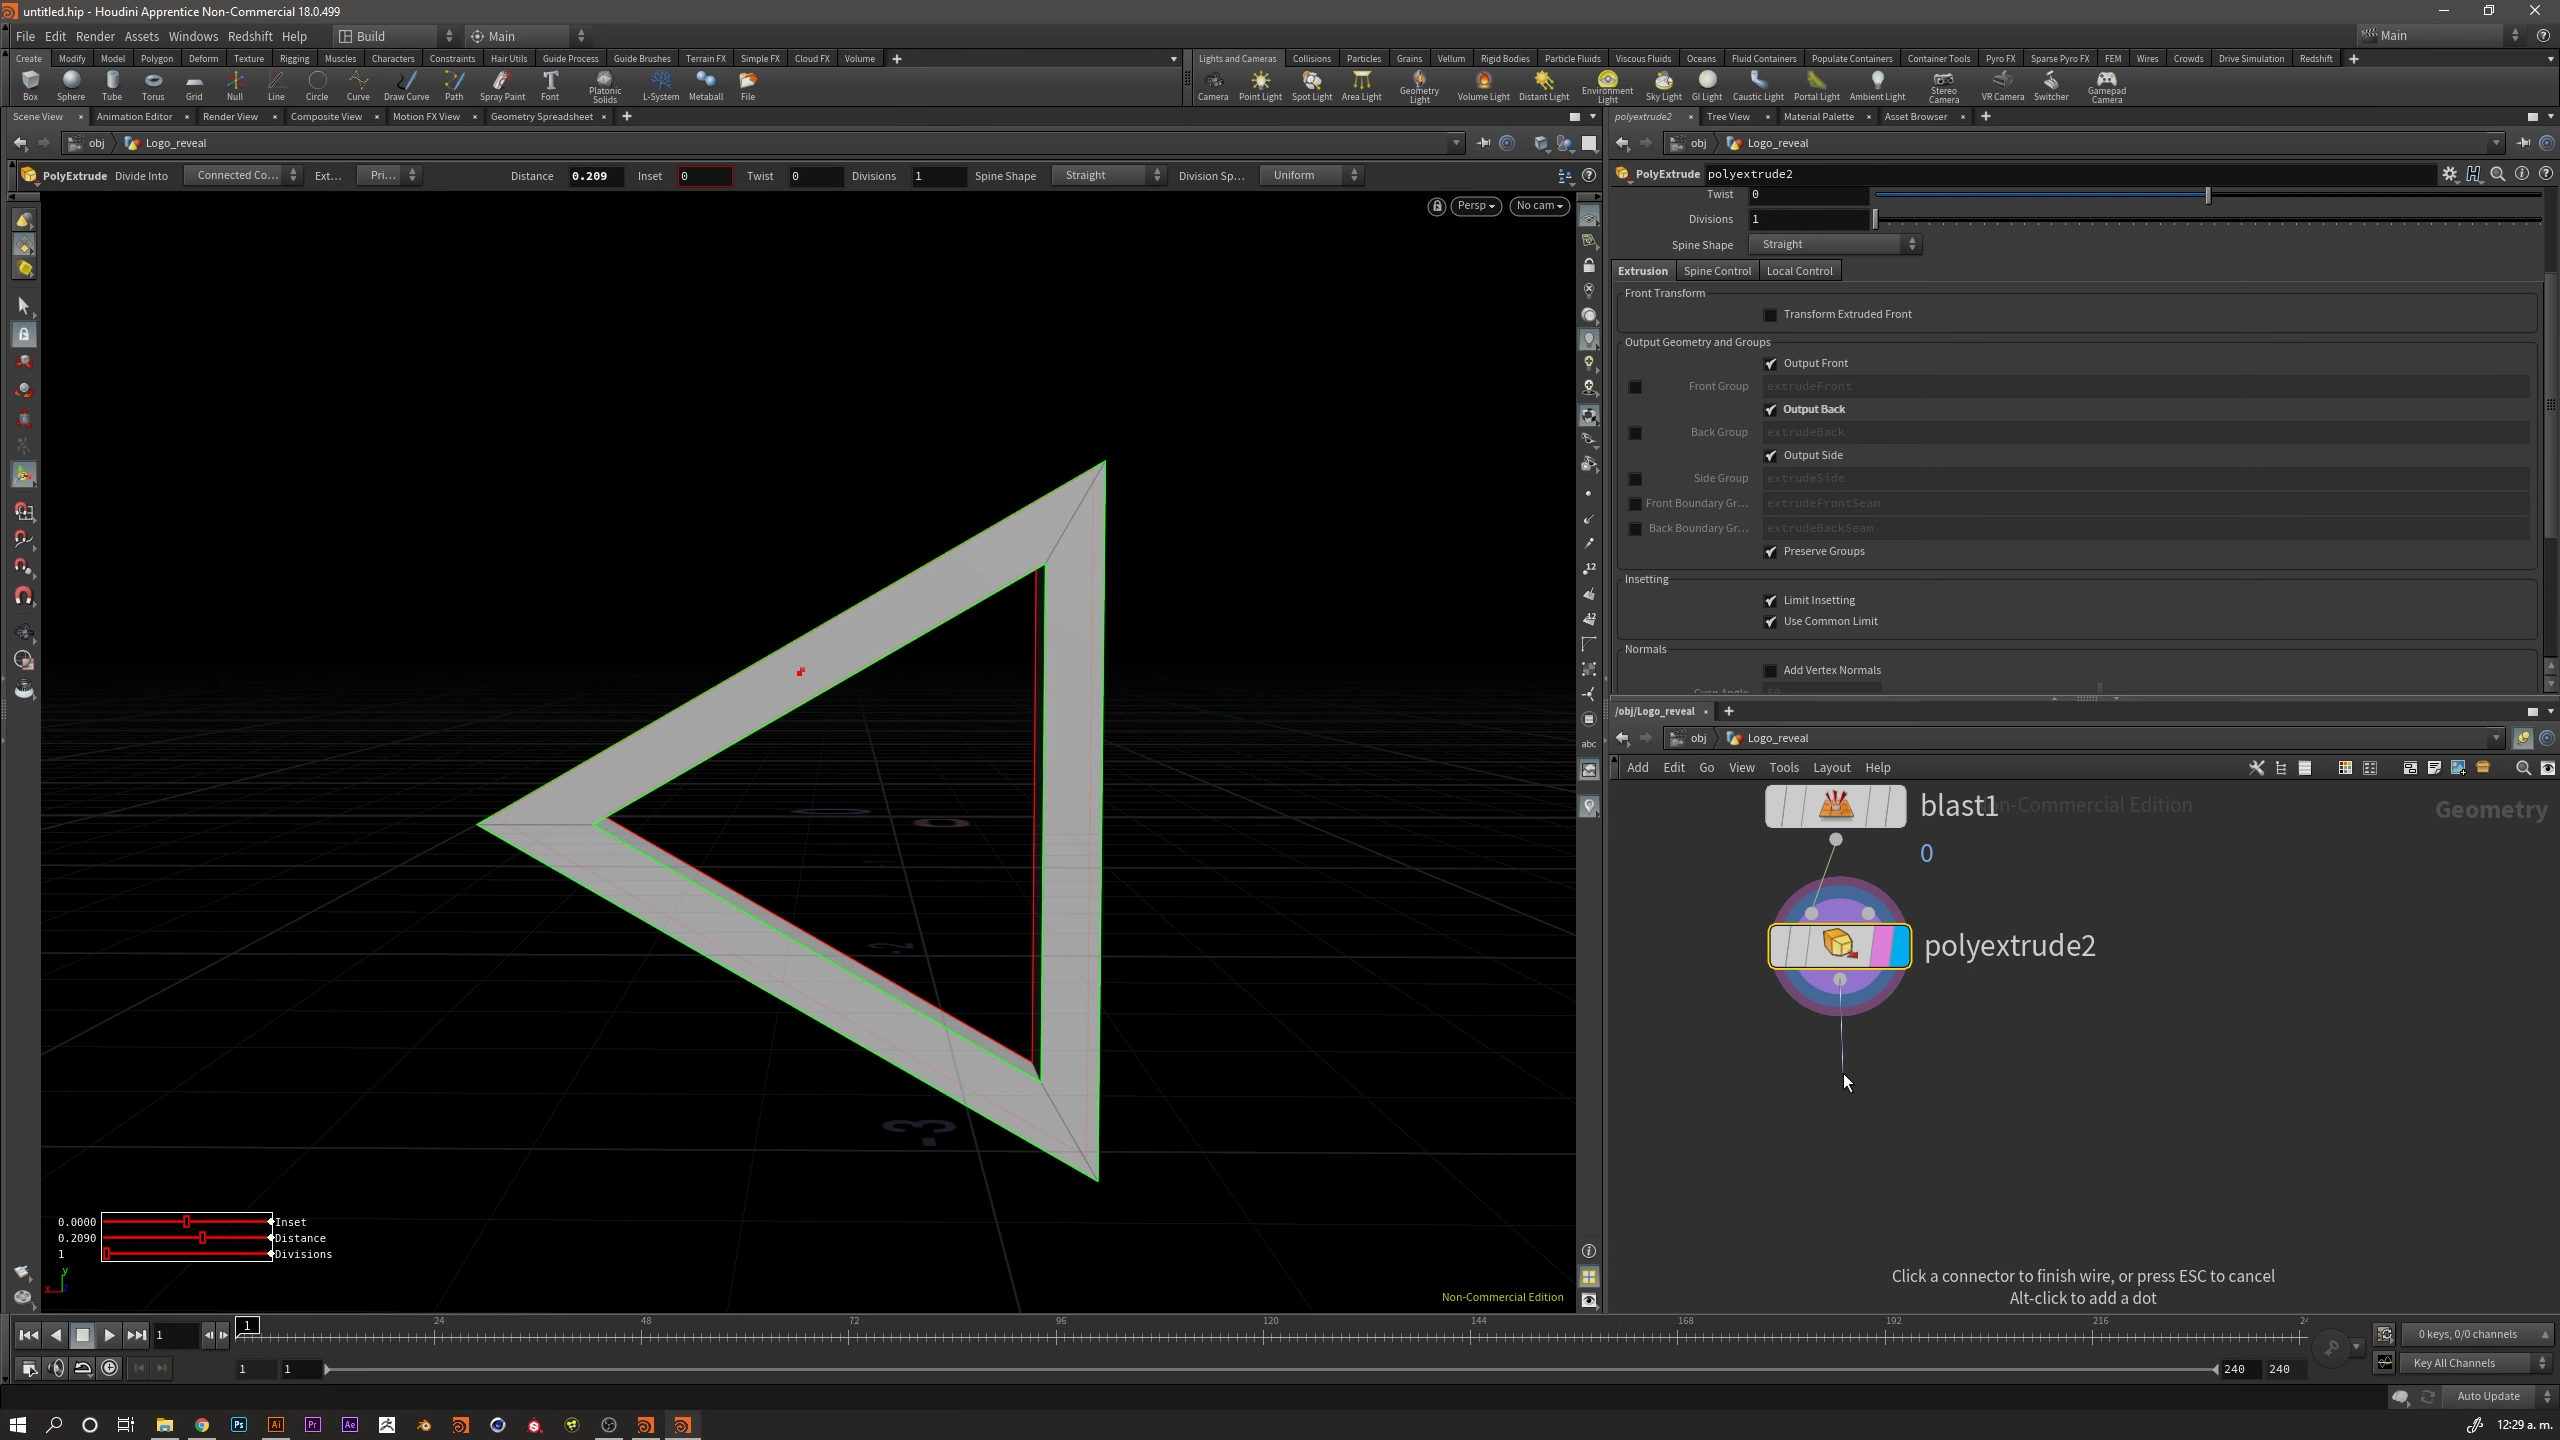 untitled.hip - Houdini Apprentice Non-Commercial 18.0.499
File Edit Render Assets Windows Redshift Help Build Main Main
Create Modify Model Polygon Deform Texture Rigging Muscles Characters Constraints Hair Utils Guide Process Guide Brushes Terrain FX Simple FX Cloud FX Volume
Lights and Cameras Collisions Particles Grains Vellum Rigid Bodies Particle Fluids Viscous Fluids Oceans Fluid Containers Populate Containers Container Tools Pyro FX Sparse Pyro FX FEM Wires Crowds Drive Simulation Redshift
Box Sphere Tube Torus Grid Null Line Circle Curve Draw Curve Path Spray Paint Font Platonic Solids L-System Metaball File
Camera Point Light Spot Light Area Light Geometry Light Volume Light Distant Light Environment Light Sky Light GI Light Caustic Light Portal Light Ambient Light Stereo Camera VR Camera Switcher Gamepad Camera
Scene View Animation Editor Render View Composite View Motion FX View Geometry Spreadsheet
polyextrude2 Tree View Material Palette Asset Browser
obj Logo_reveal
obj Logo_reveal
PolyExtrude Divide Into Connected Co... Ext... Pri... Distance 0.209 Inset 0 Twist 0 Divisions 1 Spine Shape Straight Division Sp... Uniform
PolyExtrude polyextrude2
Persp No cam
Twist 0
Divisions 1
Spine Shape Straight
Extrusion Spine Control Local Control
Front Transform
Transform Extruded Front
Output Geometry and Groups
Output Front
Front Group extrudeFront
Output Back
Back Group extrudeBack
Output Side
Side Group extrudeSide
Front Boundary Gr... extrudeFrontSeam
Back Boundary Gr... extrudeBackSeam
Preserve Groups
Insetting
Limit Insetting
Use Common Limit
Normals
Add Vertex Normals
/obj/Logo_reveal
obj Logo_reveal
Add Edit Go View Tools Layout Help
blast1
on-Commercial Edition
Geometry
0
polyextrude2
Click a connector to finish wire, or press ESC to cancel
Alt-click to add a dot
12
12
abc
-3
0.0000 Inset
0.2090 Distance
1 Divisions
y
x
Non-Commercial Edition
1 1 24 48 72 96 120 144 168 192 216 24
0 keys, 0/0 channels
1 1 240 240
Key All Channels
Auto Update
Ps Ai Pr Ae
12:29 a. m.